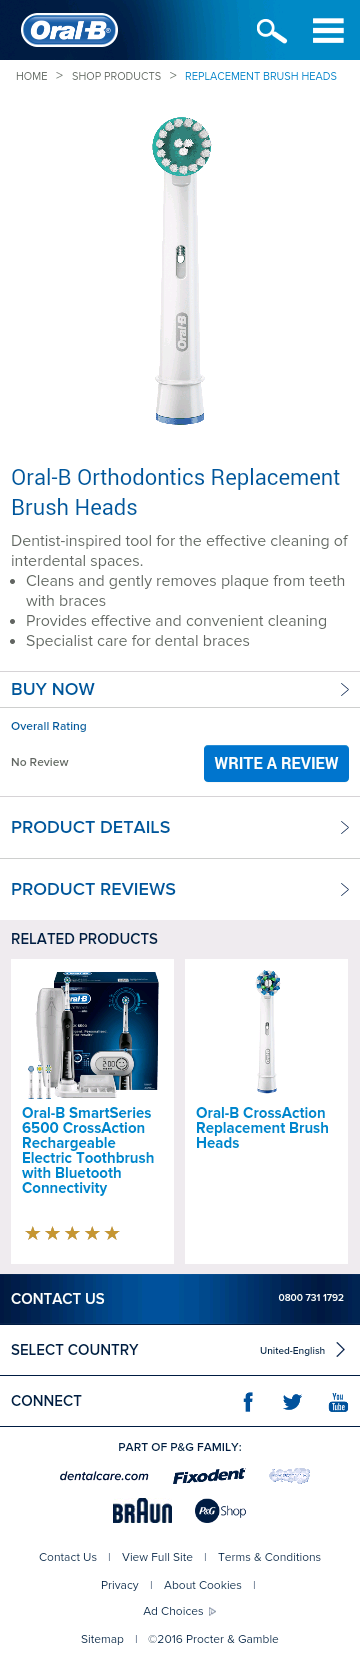 Oral-B
HOME > SHOP PRODUCTS > REPLACEMENT BRUSH HEADS
Oral-B
Oral-B Orthodontics Replacement
Brush Heads
Dentist-inspired tool for the effective cleaning of
interdental spaces.
• Cleans and gently removes plaque from teeth
with braces
• Provides effective and convenient cleaning
• Specialist care for dental braces
BUY NOW
Overall Rating
No Review
WRITE A REVIEW
PRODUCT DETAILS
PRODUCT REVIEWS
RELATED PRODUCTS
Oral-B
Oral-B SmartSeries
6500 CrossAction
Rechargeable
Electric Toothbrush
with Bluetooth
Connectivity
Oral-B CrossAction
Replacement Brush
Heads
CONTACT US 0800 731 1792
SELECT COUNTRY United-English
CONNECT You Tube
PART OF P&G FAMILY:
dentalcare.com Fixodent
BRAUN P&G Shop
Contact Us | View Full Site | Terms & Conditions
Privacy | About Cookies |
Ad Choices
Sitemap | ©2016 Procter & Gamble